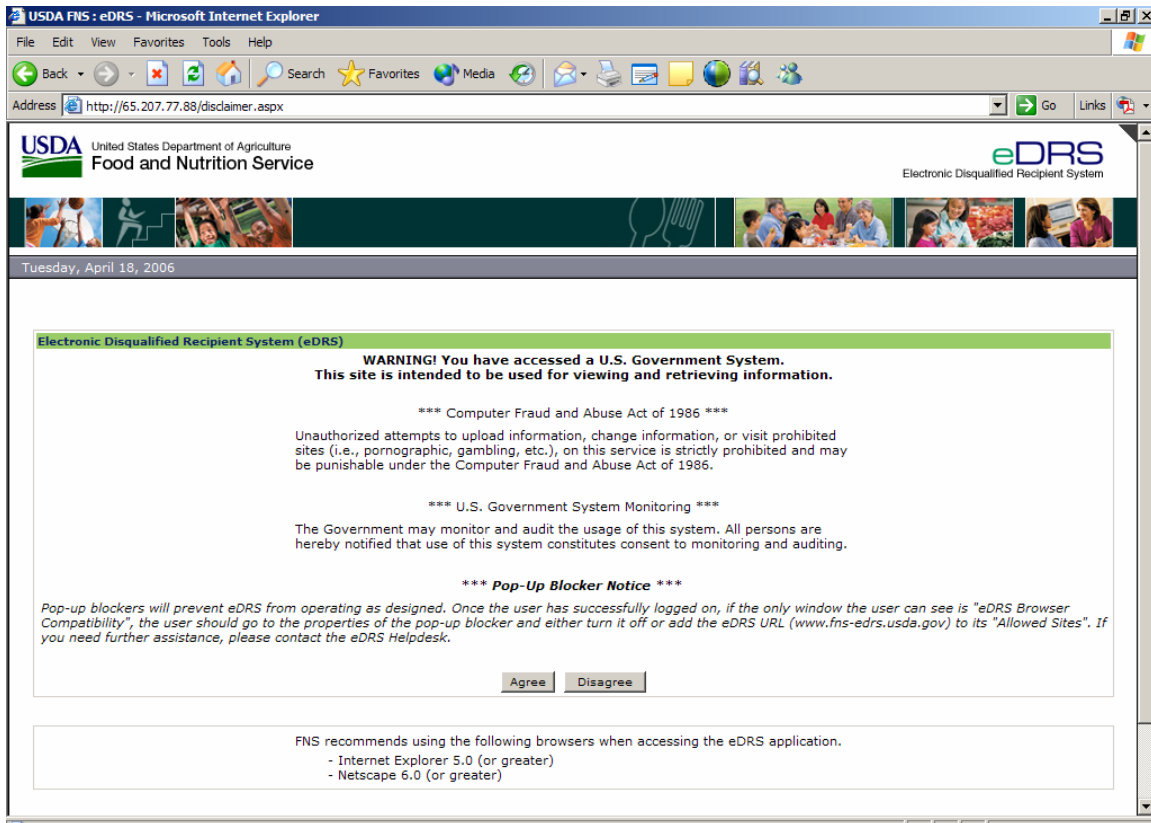 USDA FNS : eDRS - Microsoft Internet Explorer
File Edit View Favorites Tools Help
Back Search Favorites Media
Address http://65.207.77.88/disclaimer.aspx Go Links
USDA United States Department of Agriculture
Food and Nutrition Service
eDRS
Electronic Disqualified Recipient System
Tuesday, April 18, 2006
Electronic Disqualified Recipient System (eDRS)
WARNING! You have accessed a U.S. Government System.
This site is intended to be used for viewing and retrieving information.
*** Computer Fraud and Abuse Act of 1986 ***
Unauthorized attempts to upload information, change information, or visit prohibited
sites (i.e., pornographic, gambling, etc.), on this service is strictly prohibited and may
be punishable under the Computer Fraud and Abuse Act of 1986.
*** U.S. Government System Monitoring ***
The Government may monitor and audit the usage of this system. All persons are
hereby notified that use of this system constitutes consent to monitoring and auditing.
*** Pop-Up Blocker Notice ***
Pop-up blockers will prevent eDRS from operating as designed. Once the user has successfully logged on, if the only window the user can see is "eDRS Browser
Compatibility", the user should go to the properties of the pop-up blocker and either turn it off or add the eDRS URL (www.fns-edrs.usda.gov) to its "Allowed Sites". If
you need further assistance, please contact the eDRS Helpdesk.
Agree Disagree
FNS recommends using the following browsers when accessing the eDRS application.
- Internet Explorer 5.0 (or greater)
- Netscape 6.0 (or greater)